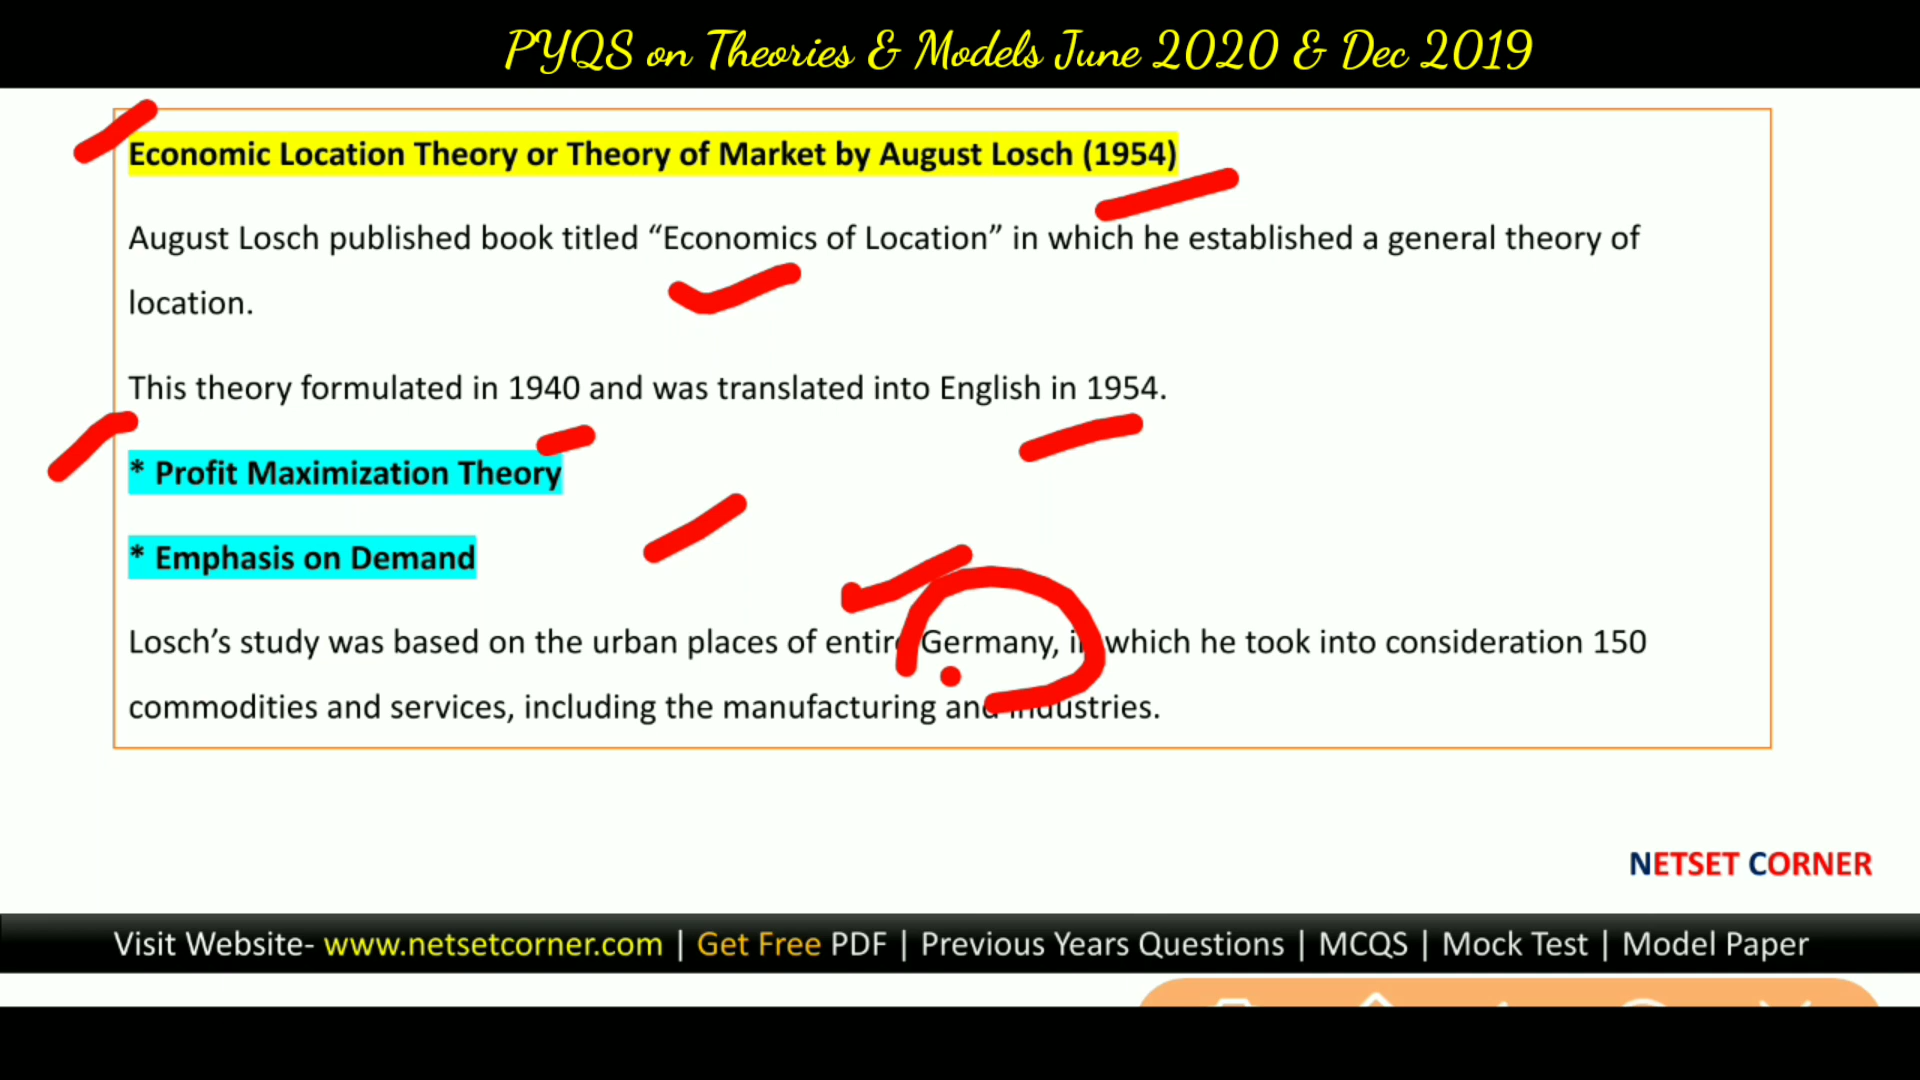 PYQS on Theories & Models June 2020 & Dec 2019
Economic Location Theory or Theory of Market by August Losch (1954)
August Losch published book titled “Economics of Location” in which he established a general theory of
location.
This theory formulated in 1940 and was translated into English in 1954.
* Profit Maximization Theory
* Emphasis on Demand
Losch’s study was based on the urban places of entire Germany, in which he took into consideration 150
commodities and services, including the manufacturing and industries.
NETSET CORNER
Visit Website- www.netsetcorner.com | Get Free PDF | Previous Years Questions | MCQS | Mock Test | Model Paper